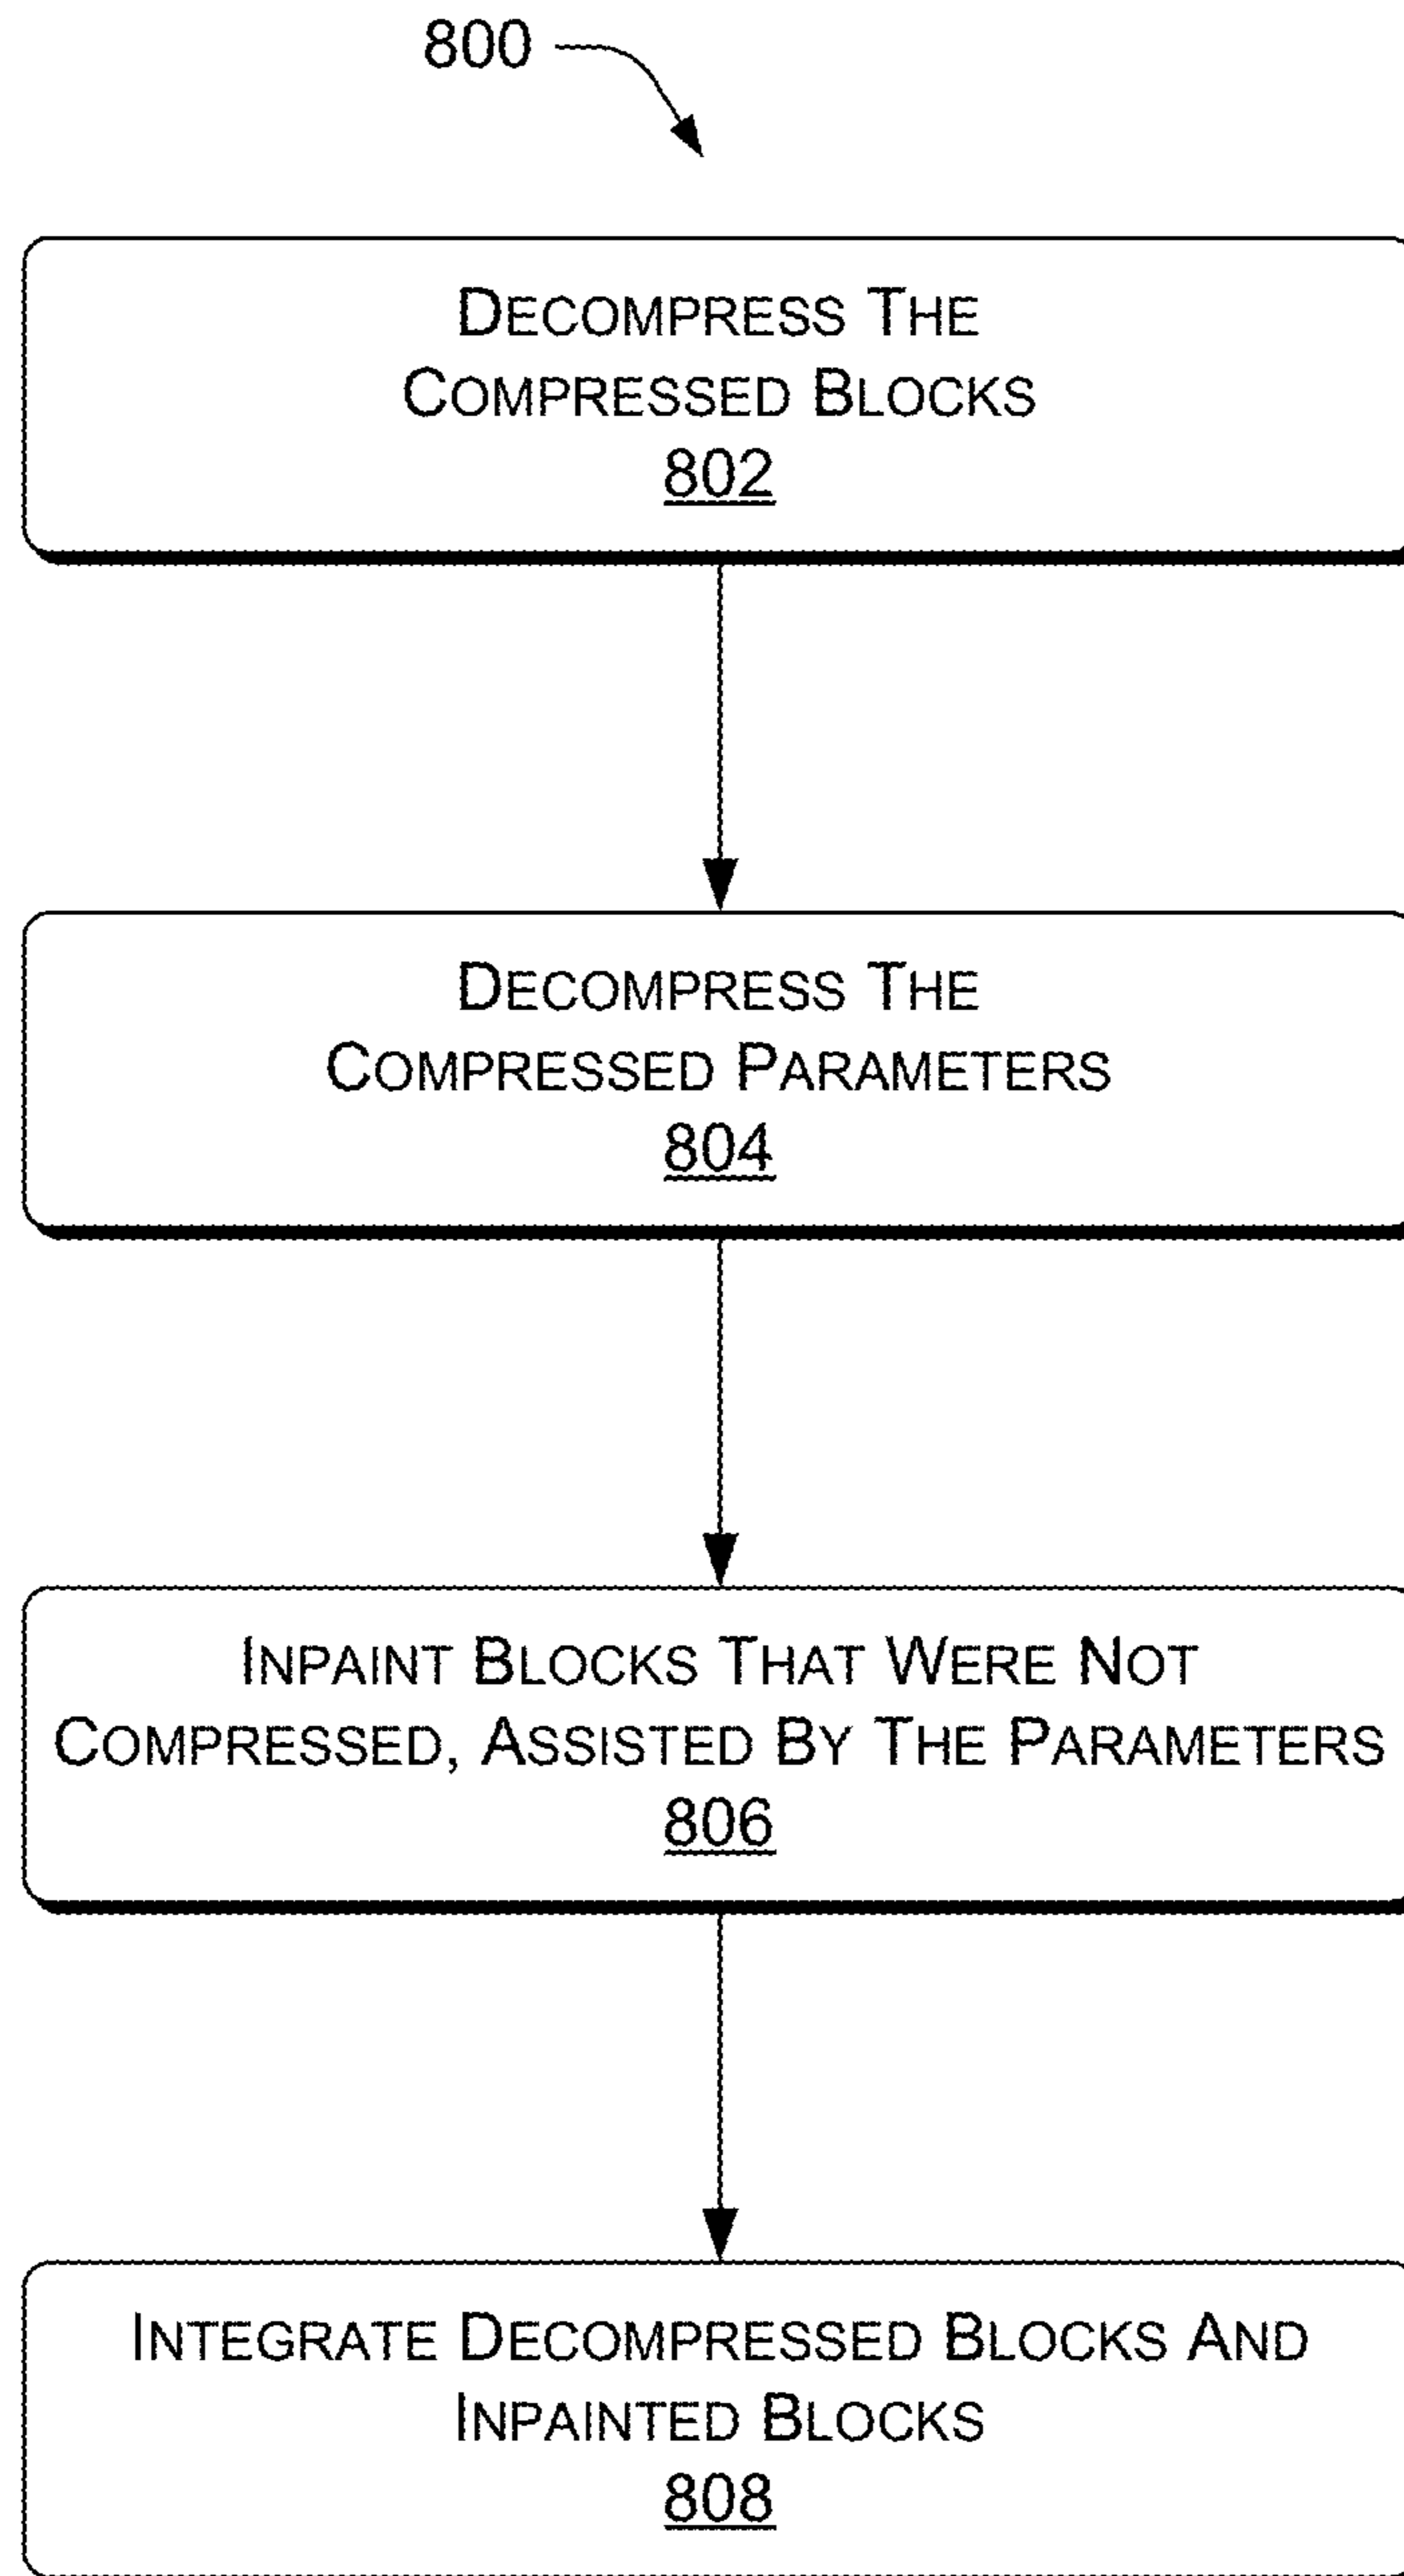 800
DECOMPRESS THE
COMPRESSED BLOCKS
802
DECOMPRESS THE
COMPRESSED PARAMETERS
804
INPAINT BLOCKS THAT WERE NOT
COMPRESSED, ASSISTED BY THE PARAMETERS
806
INTEGRATE DECOMPRESSED BLOCKS AND
INPAINTED BLOCKS
808